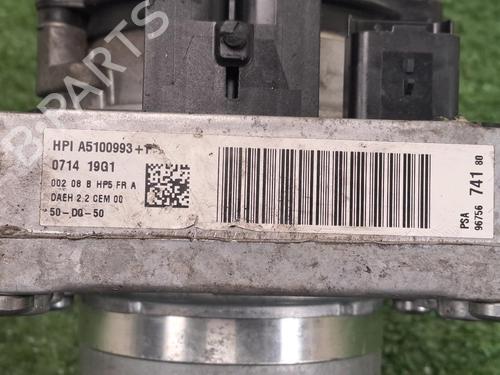 HPI A5100993+
0714 19G1
002 08 B HP5 FR A
DAEH 2.2 CEM 00
50-DG-50
PSA
96756 741 80
B-PARTS